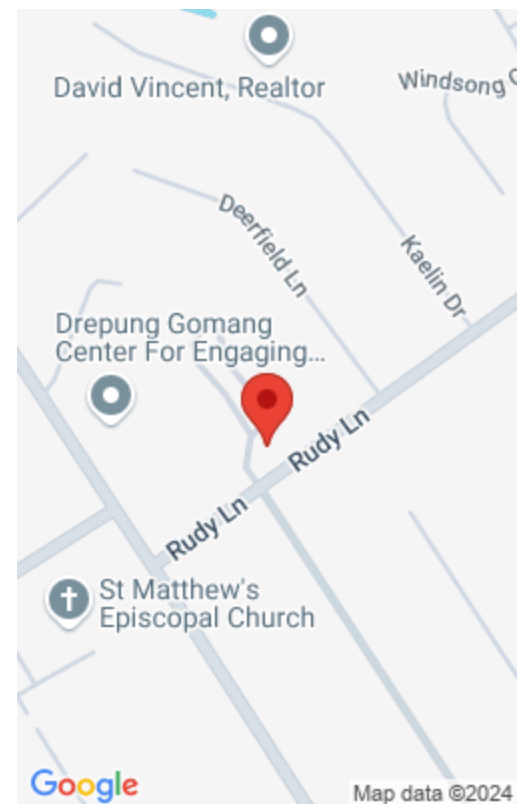 David Vincent, Realtor
Windsong C
Deerfield Ln
Kaelin Dr
Drepung Gomang
Center For Engaging...
Rudy Ln
Rudy Ln
St Matthew's
Episcopal Church
Google
Map data ©2024